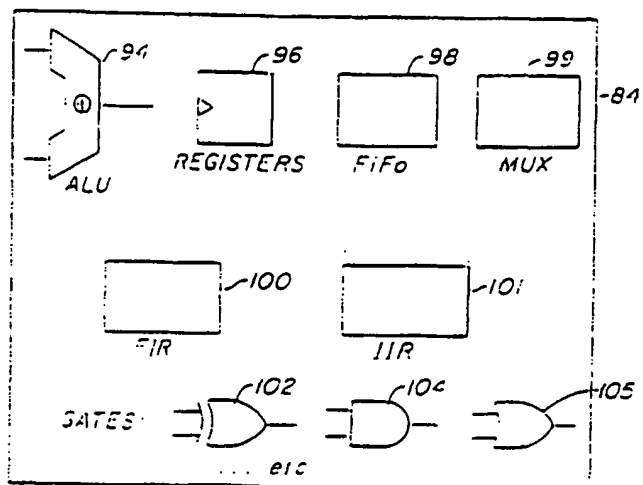 94 96 98 99
84
ALU REGISTERS FiFo MUX
100 101
FIR IIR
102 104 105
GATES:
... etc